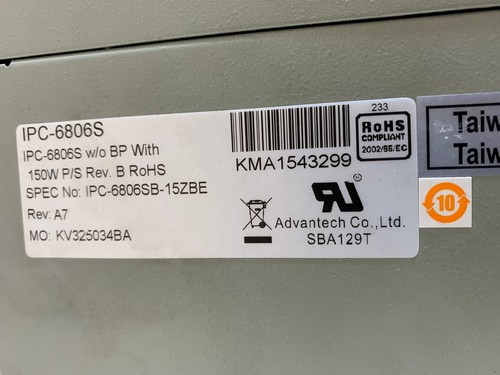 IPC-6806S
IPC-6806S w/o BP With
150W P/S Rev. B RoHS
SPEC No: IPC-6806SB-15ZBE
Rev: A7
MO: KV325034BA
233
KMA1543299
RoHS
COMPLIANT
2002/95/EC
Advantech Co.,Ltd.
SBA129T
Taiw
Taiw
10